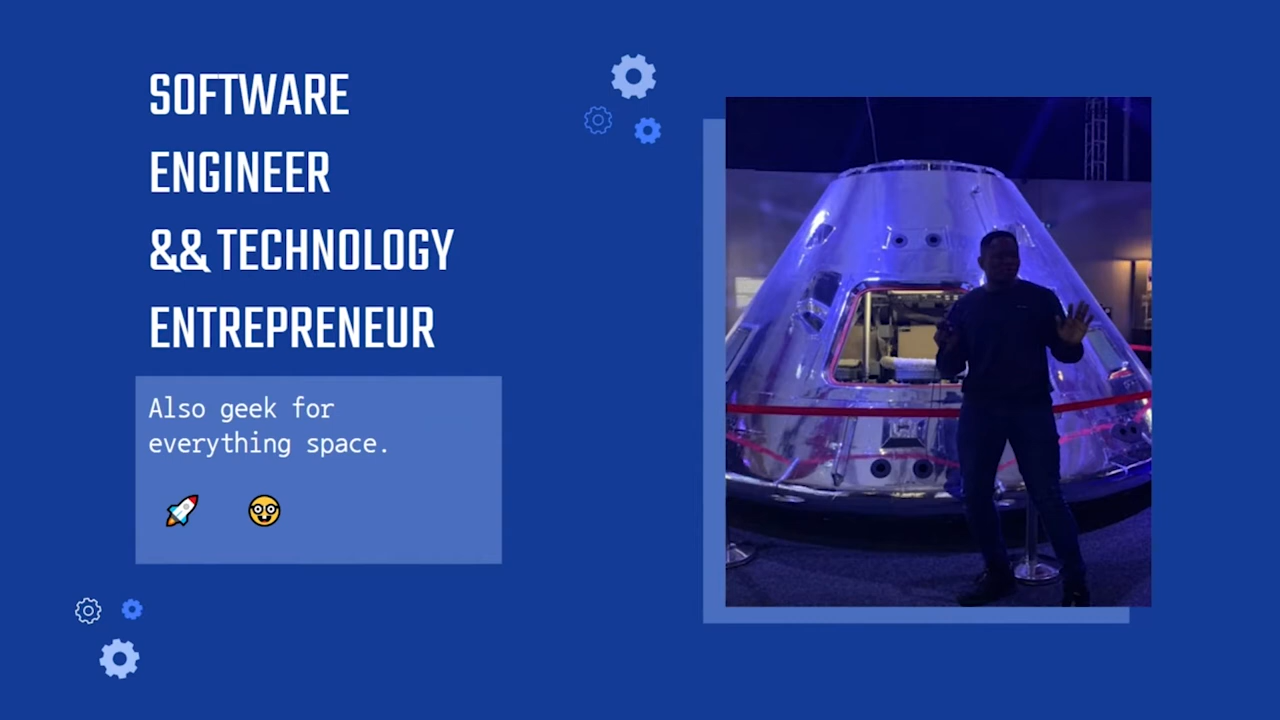 SOFTWARE
ENGINEER
&& TECHNOLOGY
ENTREPRENEUR
Also geek for
everything space.